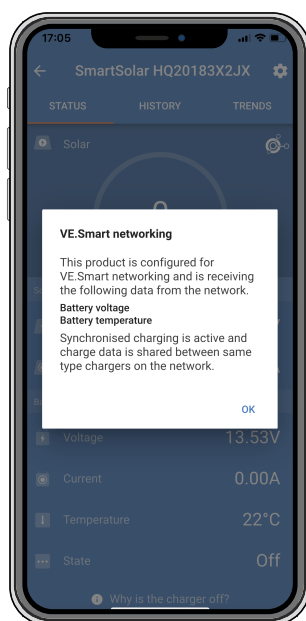 17:05
SmartSolar HQ20183X2JX
STATUS HISTORY TRENDS
Solar
VE.Smart networking
This product is configured for
VE.Smart networking and is receiving
the following data from the network.
Battery voltage
Battery temperature
Synchronised charging is active and
charge data is shared between same
type chargers on the network.
OK
Voltage 13.53V
Current 0.00A
Temperature 22°C
State Off
Why is the charger off?